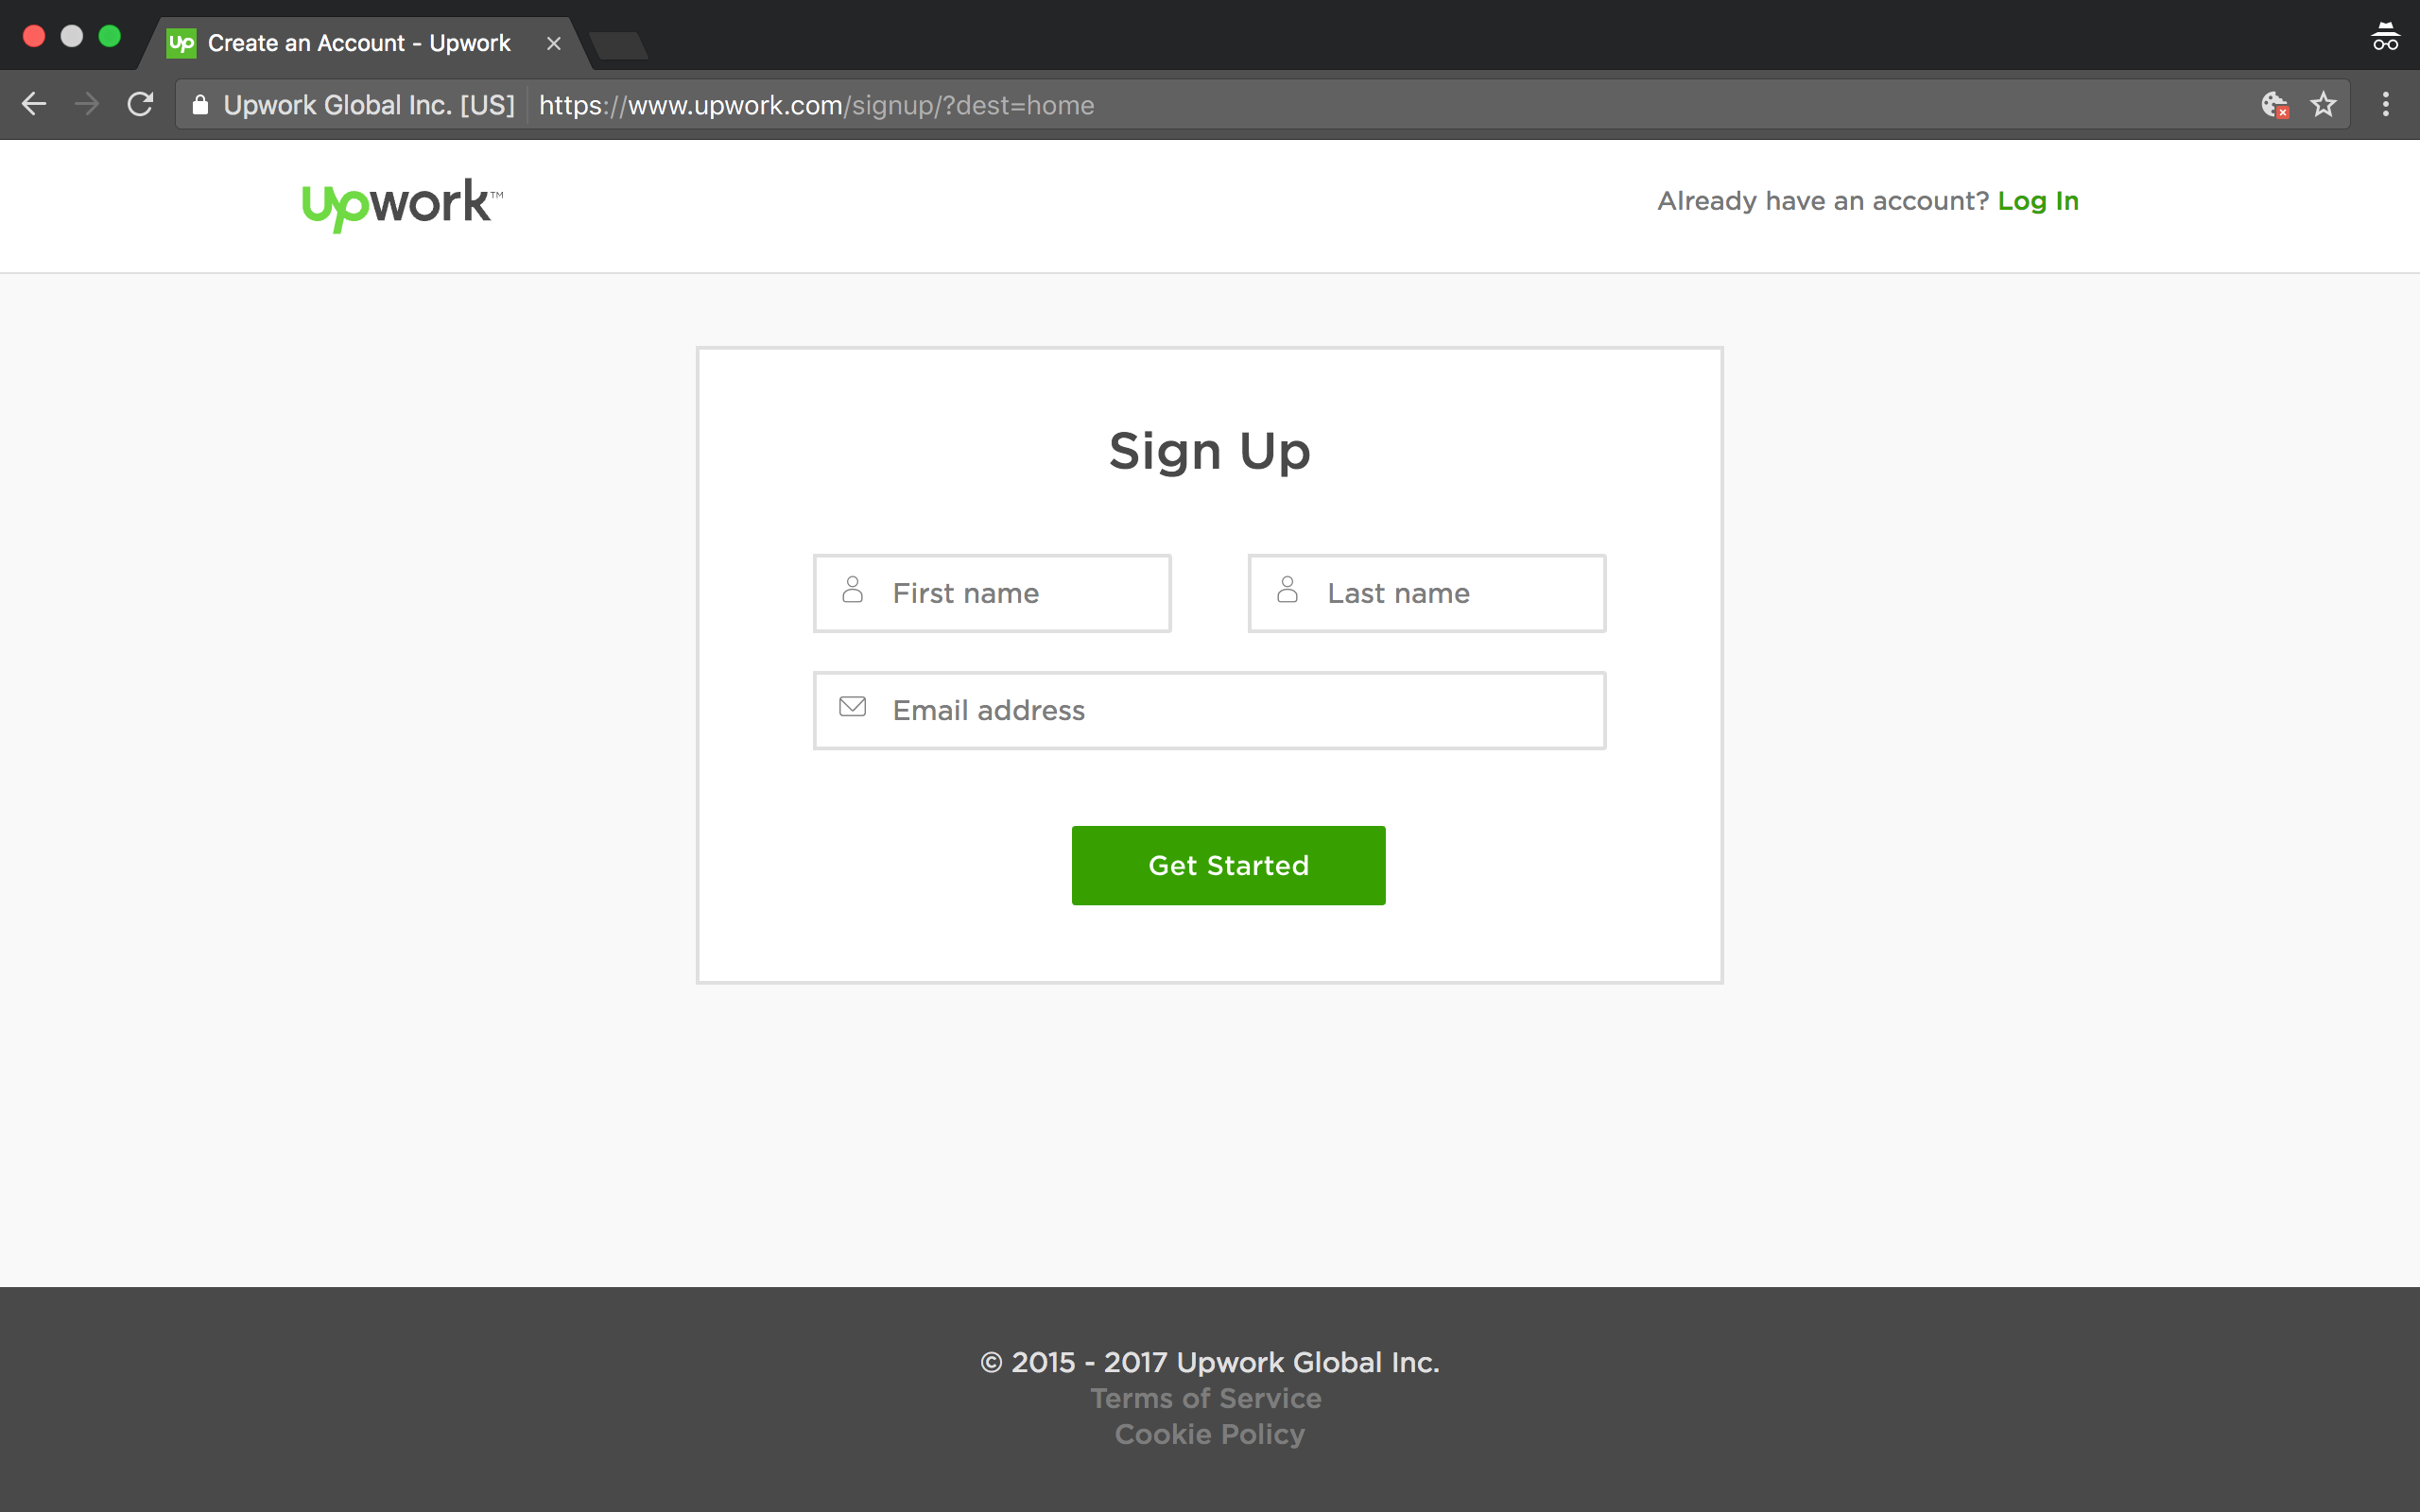 Up Create an Account - Upwork
Upwork Global Inc. [US] https://www.upwork.com/signup/?dest=home
upwork™ Already have an account? Log In
Sign Up
First name Last name
Email address
Get Started
© 2015 - 2017 Upwork Global Inc.
Terms of Service
Cookie Policy